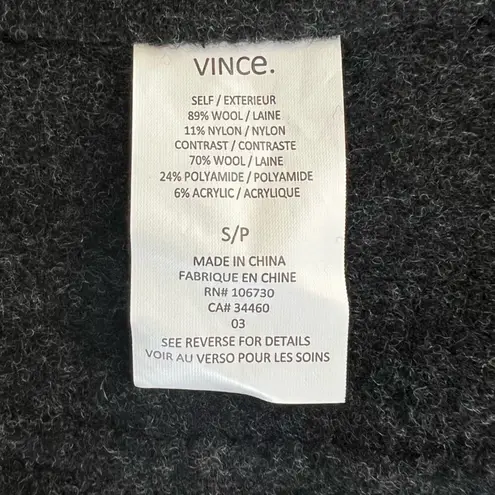 VINCe.
SELF / EXTERIEUR
89% WOOL / LAINE
11% NYLON / NYLON
CONTRAST / CONTRASTE
70% WOOL / LAINE
24% POLYAMIDE / POLYAMIDE
6% ACRYLIC / ACRYLIQUE
S/P
MADE IN CHINA
FABRIQUE EN CHINE
RN# 106730
CA# 34460
03
SEE REVERSE FOR DETAILS
VOIR AU VERSO POUR LES SOINS